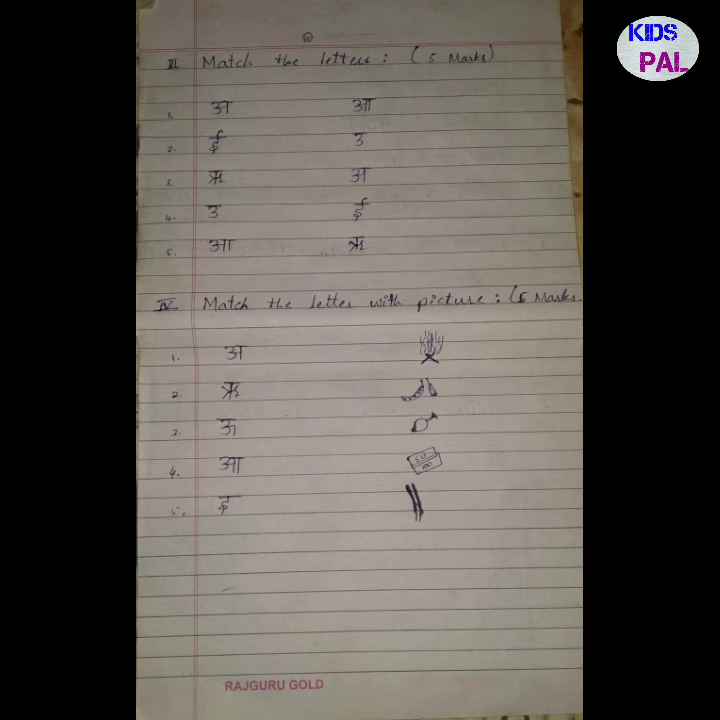 KIDS
PAL
III Match the letters : (5 Marks)
1. अ आ
2. ई उ
3. ऋ अ
4. उ ई
5. आ ऋ
IV Match the letter with picture : (5 Marks.
1. अ
2. ऋ
3. ऊ
4. आ
5. इ
RAJGURU GOLD